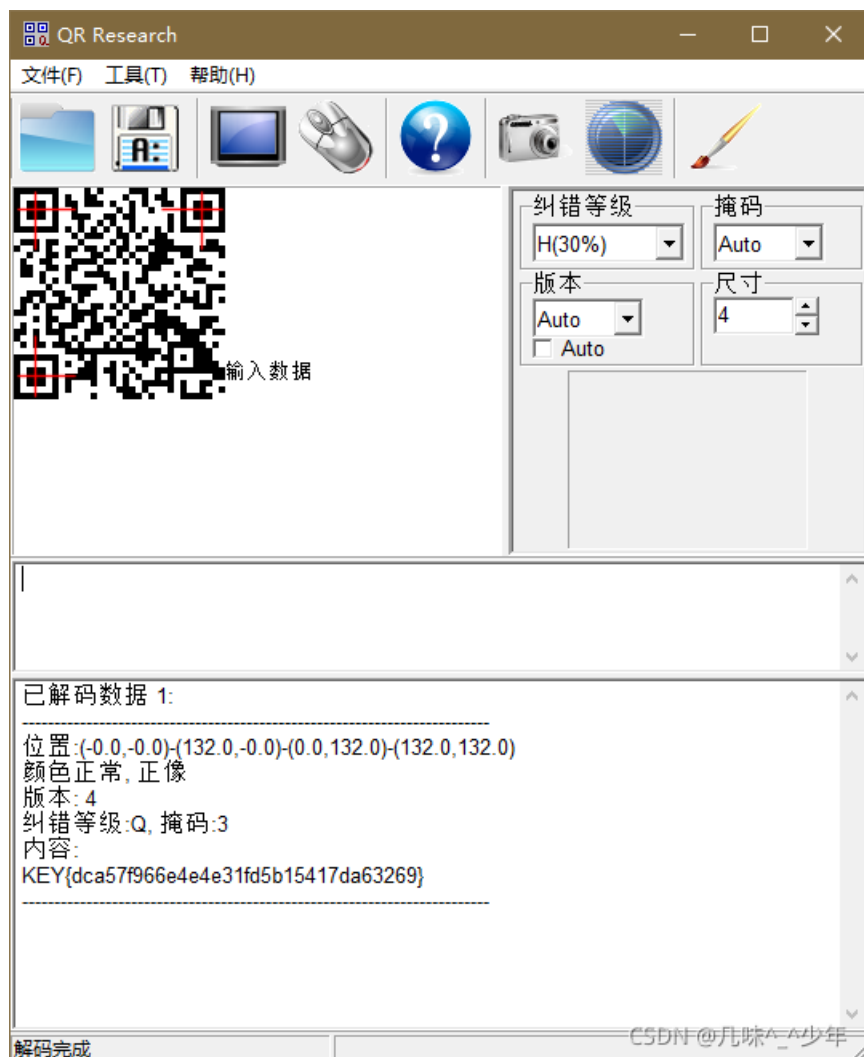 QR Research
文件(F) 工具(T) 帮助(H)
A:
纠错等级
掩码
H(30%)
Auto
版本
尺寸
Auto
4
Auto
输入数据
已解码数据 1:
位置:(-0.0,-0.0)-(132.0,-0.0)-(0.0,132.0)-(132.0,132.0)
颜色正常, 正像
版本: 4
纠错等级:Q, 掩码:3
内容:
KEY{dca57f966e4e4e31fd5b15417da63269}
解码完成
CSDN @几味^_^少年